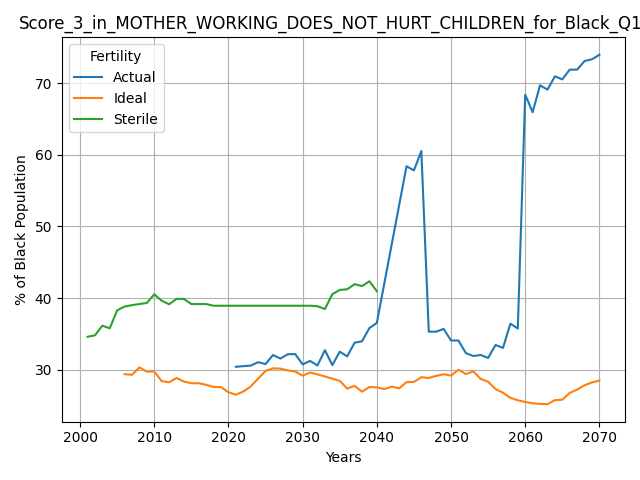 Score_3_in_MOTHER_WORKING_DOES_NOT_HURT_CHILDREN_for_Black_Q1
Fertility
Actual
Ideal
Sterile
% of Black Population
70
60
50
40
30
2000 2010 2020 2030 2040 2050 2060 2070
Years